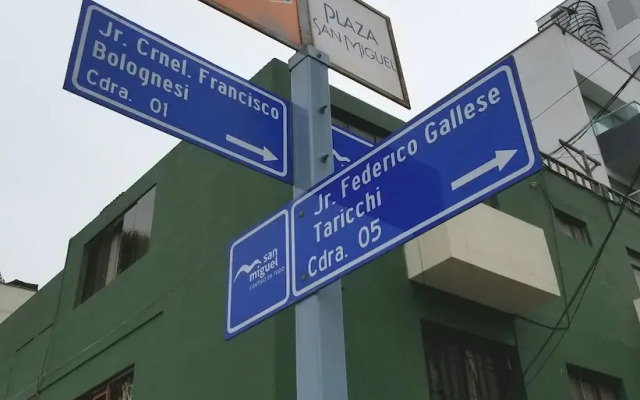 PLAZA
SAN MIGUEL
Jr. Crnel. Francisco
Bolognesi
Cdra. 01
Jr. Federico Gallese
Taricchi
Cdra. 05
san
miguel